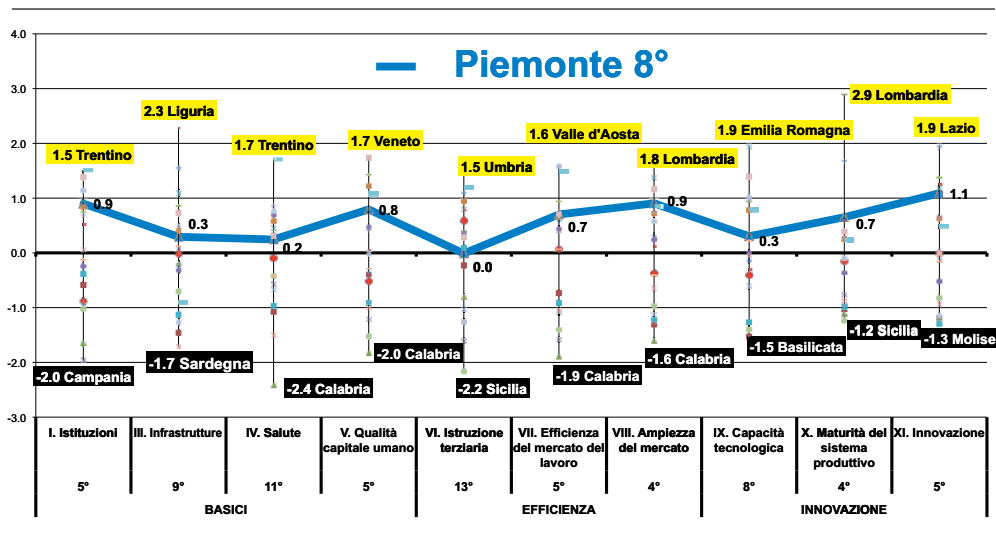 Piemonte 8°
4.0
3.0
2.0
1.0
0.0
-1.0
-2.0
-3.0
1.5 Trentino
2.3 Liguria
1.7 Trentino
1.7 Veneto
1.5 Umbria
1.6 Valle d'Aosta
1.8 Lombardia
1.9 Emilia Romagna
2.9 Lombardia
1.9 Lazio
0.9
0.3
0.2
0.8
0.0
0.7
0.9
0.3
0.7
1.1
-2.0 Campania
-1.7 Sardegna
-2.4 Calabria
-2.0 Calabria
-2.2 Sicilia
-1.9 Calabria
-1.6 Calabria
-1.5 Basilicata
-1.2 Sicilia
-1.3 Molise
I. Istituzioni
III. Infrastrutture
IV. Salute
V. Qualità
capitale umano
VI. Istruzione
terziaria
VII. Efficienza
del mercato del
lavoro
VIII. Ampiezza
del mercato
IX. Capacità
tecnologica
X. Maturità del
sistema
produttivo
XI. Innovazione
5° 9° 11° 5° 13° 5° 4° 8° 4° 5°
BASICI EFFICIENZA INNOVAZIONE